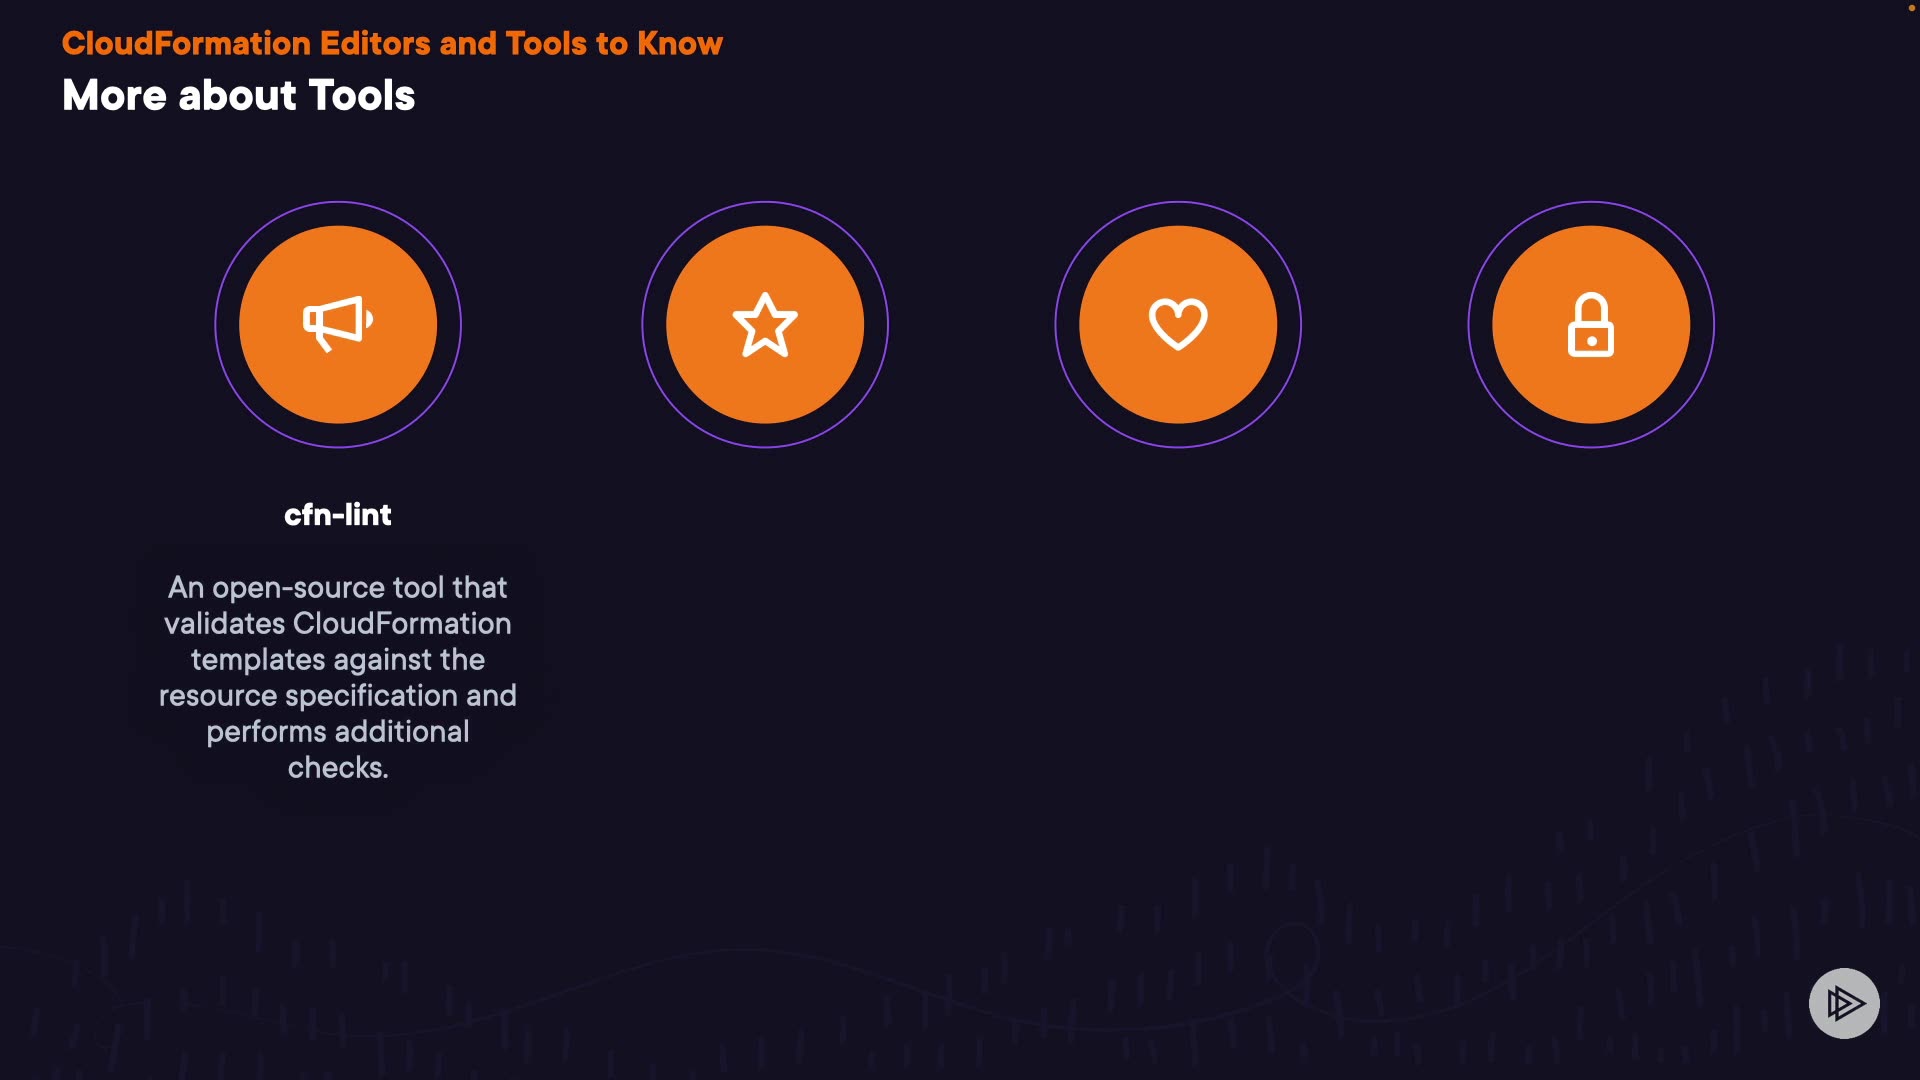 CloudFormation Editors and Tools to Know
More about Tools
cfn-lint
An open-source tool that
validates CloudFormation
templates against the
resource specification and
performs additional
checks.